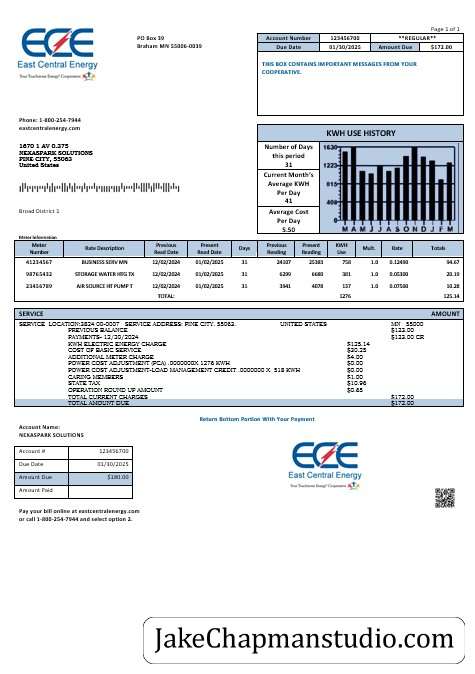 Page 1 of 1
ECE
East Central Energy
Your Touchstone Energy® Cooperative
PO Box 39
Braham MN 55006-0039
Account Number 123456700 **REGULAR**
Due Date 01/30/2025 Amount Due $172.00
THIS BOX CONTAINS IMPORTANT MESSAGES FROM YOUR
COOPERATIVE.
Phone: 1-800-254-7944
eastcentralenergy.com
1670 1 AV 0.375
NEXASPARK SOLUTIONS
PINE CITY, 55063
United States
Broad District 1
KWH USE HISTORY
Number of Days
this period
31
Current Month's
Average KWH
Per Day
41
Average Cost
Per Day
5.50
1630
1223
815
408
0
M A M J J A S O N D J F M
Meter Information
Meter Number Rate Description Previous Read Date Present Read Date Days Previous Reading Present Reading KWH Use Mult. Rate Totals
41234567 BUSINESS SERV MN 12/02/2024 01/02/2025 31 24107 25383 758 1.0 0.12490 94.67
98765432 STORAGE WATER HTG TX 12/02/2024 01/02/2025 31 6299 6680 381 1.0 0.05300 20.19
23456789 AIR SOURCE HT PUMP T 12/02/2024 01/02/2025 31 3941 4078 137 1.0 0.07500 10.28
TOTAL: 1276 125.14
SERVICE AMOUNT
SERVICE LOCATION:3824 00-0007 SERVICE ADDRESS: PINE CITY, 55063. UNITED STATES MN 55000
PREVIOUS BALANCE $123.00
PAYMENTS- 12/20/2024 $123.00 CR
KWH ELECTRIC ENERGY CHARGE $125.14
COST OF BASIC SERVICE $30.25
ADDITIONAL METER CHARGE $4.00
POWER COST ADJUSTMENT (PCA) .0000000X 1276 KWH $0.00
POWER COST ADJUSTMENT-LOAD MANAGEMENT CREDIT .0000000 X 518 KWH $0.00
CARING MEMBERS $1.00
STATE TAX $10.96
OPERATION ROUND UP AMOUNT $0.65
TOTAL CURRENT CHARGES $172.00
TOTAL AMOUNT DUE $172.00
Return Bottom Portion With Your Payment
Account Name:
NEXASPARK SOLUTIONS
Account # 123456700
Due Date 01/30/2025
Amount Due $180.00
Amount Paid
ECE
East Central Energy
Your Touchstone Energy® Cooperative
Pay your bill online at eastcentralenergy.com
or call 1-800-254-7944 and select option 2.
JakeChapmanstudio.com